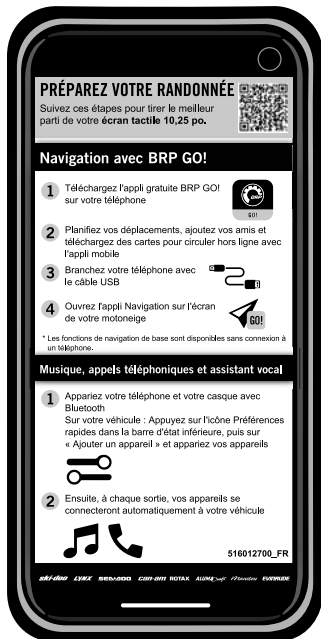 PRÉPAREZ VOTRE RANDONNÉE
Suivez ces étapes pour tirer le meilleur
parti de votre écran tactile 10,25 po.
Navigation avec BRP GO!
1 Téléchargez l'appli gratuite BRP GO!
sur votre téléphone
BRP
GO!
2 Planifiez vos déplacements, ajoutez vos amis et
téléchargez des cartes pour circuler hors ligne avec
l'appli mobile
3 Branchez votre téléphone avec
le câble USB
4 Ouvrez l'appli Navigation sur l'écran
de votre motoneige
GO!
* Les fonctions de navigation de base sont disponibles sans connexion à
un téléphone.
Musique, appels téléphoniques et assistant vocal
1 Appariez votre téléphone et votre casque avec
Bluetooth
Sur votre véhicule : Appuyez sur l'icône Préférences
rapides dans la barre d'état inférieure, puis sur
« Ajouter un appareil » et appariez vos appareils
2 Ensuite, à chaque sortie, vos appareils se
connecteront automatiquement à votre véhicule
516012700_FR
ski-doo LYNX SEA-DOO can-am ROTAX ALUMACRAFT Manitou EVINRUDE